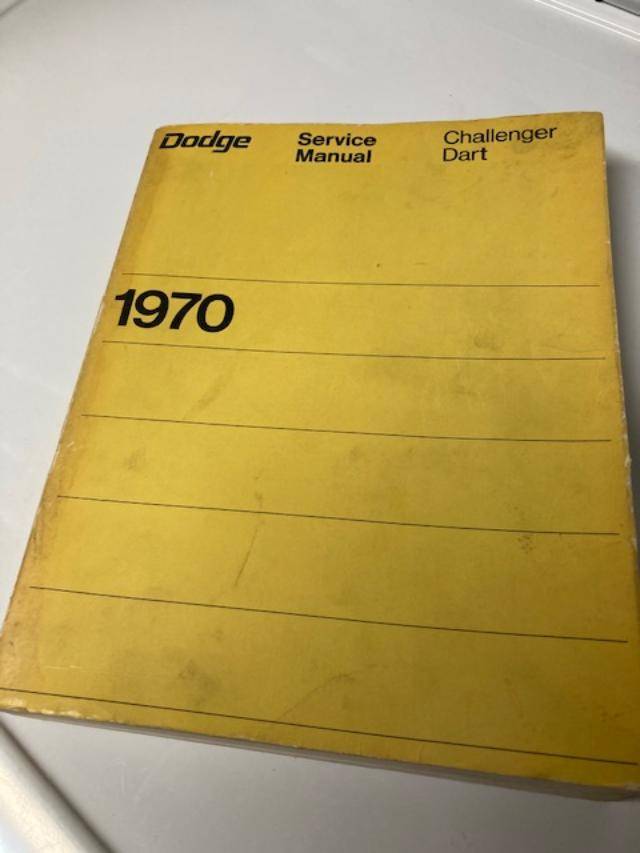 Dodge
Service
Manual
Challenger
Dart
1970